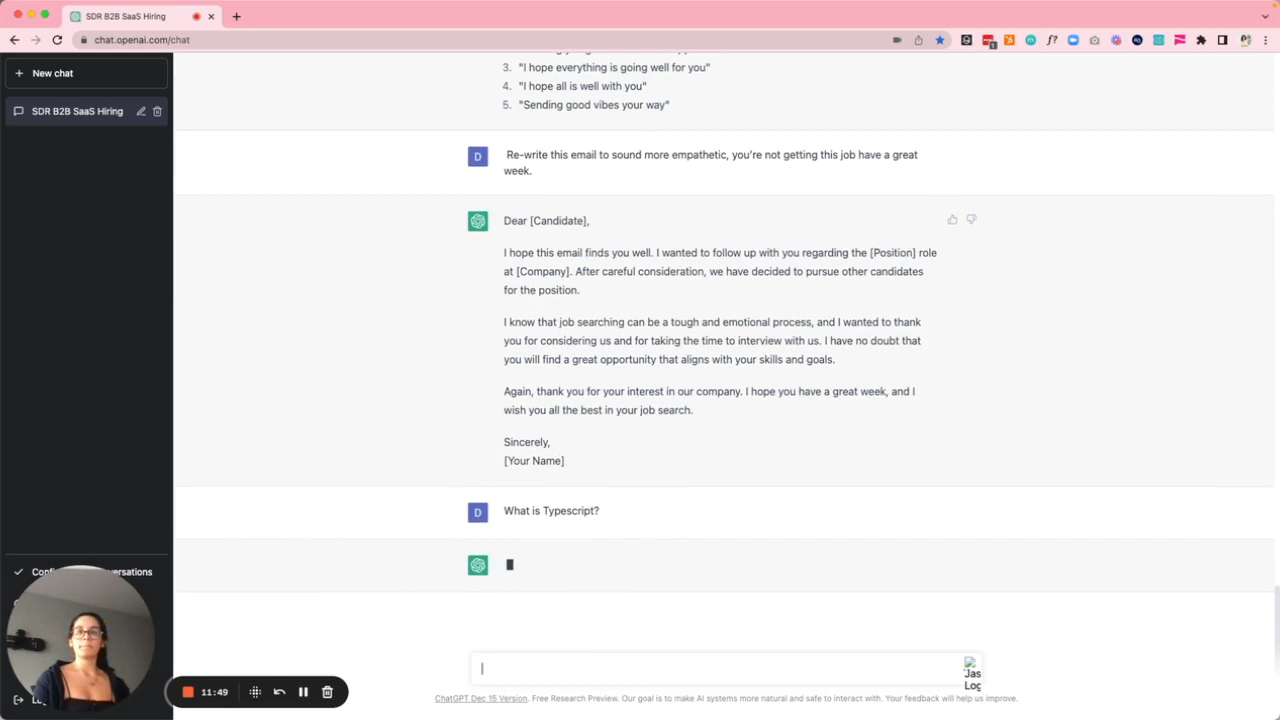 SDR B2B SaaS Hiring
chat.openai.com/chat
New chat
SDR B2B SaaS Hiring
3. "I hope everything is going well for you"
4. "I hope all is well with you"
5. "Sending good vibes your way"
D
Re-write this email to sound more empathetic, you're not getting this job have a great
week.
Dear [Candidate],
I hope this email finds you well. I wanted to follow up with you regarding the [Position] role
at [Company]. After careful consideration, we have decided to pursue other candidates
for the position.
I know that job searching can be a tough and emotional process, and I wanted to thank
you for considering us and for taking the time to interview with us. I have no doubt that
you will find a great opportunity that aligns with your skills and goals.
Again, thank you for your interest in our company. I hope you have a great week, and I
wish you all the best in your job search.
Sincerely,
[Your Name]
D
What is Typescript?
11:49
Jas
Log
ChatGPT Dec 15 Version. Free Research Preview. Our goal is to make AI systems more natural and safe to interact with. Your feedback will help us improve.